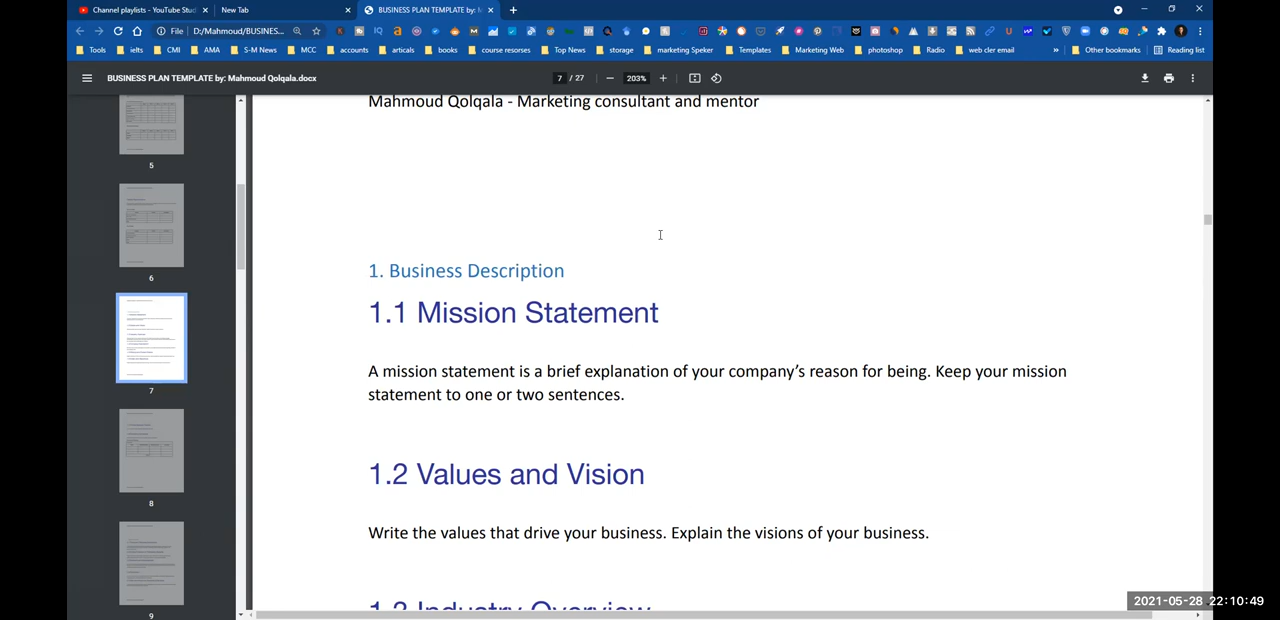 Channel playlists - YouTube Stud
New Tab
BUSINESS PLAN TEMPLATE by: M
File D:/Mahmoud/BUSINES...
Tools ielts CMI AMA S-M News MCC accounts articals books course resorses Top News storage marketing Speker Templates Marketing Web photoshop Radio web cler email » Other bookmarks Reading list
BUSINESS PLAN TEMPLATE by: Mahmoud Qolqala.docx
7 / 27
203%
5
6
7
8
9
Mahmoud Qolqala - Marketing consultant and mentor
1. Business Description
1.1 Mission Statement
A mission statement is a brief explanation of your company's reason for being. Keep your mission
statement to one or two sentences.
1.2 Values and Vision
Write the values that drive your business. Explain the visions of your business.
1.3 Industry Overview
2021-05-28 22:10:49